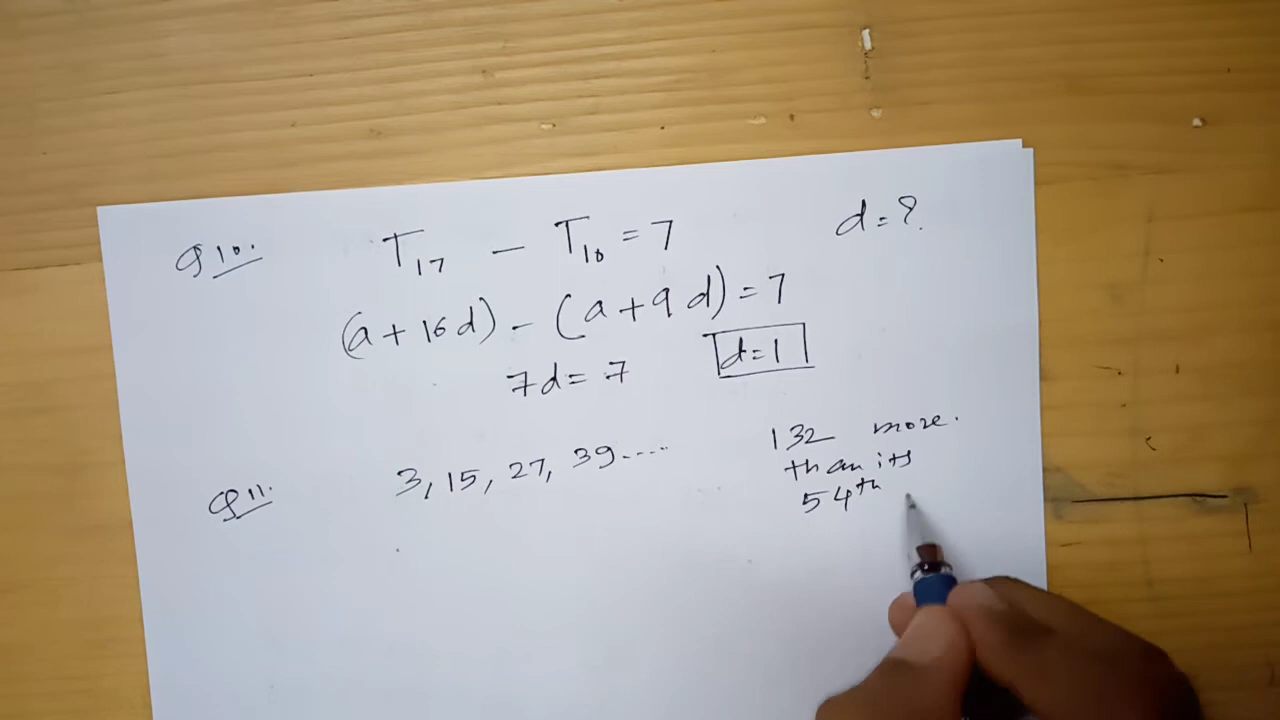 Q10. T17 - T10 = 7 d = ?
(a + 16d) - (a + 9d) = 7
7d = 7 d = 1
Q11. 3, 15, 27, 39..... 132 more.
than its
54th